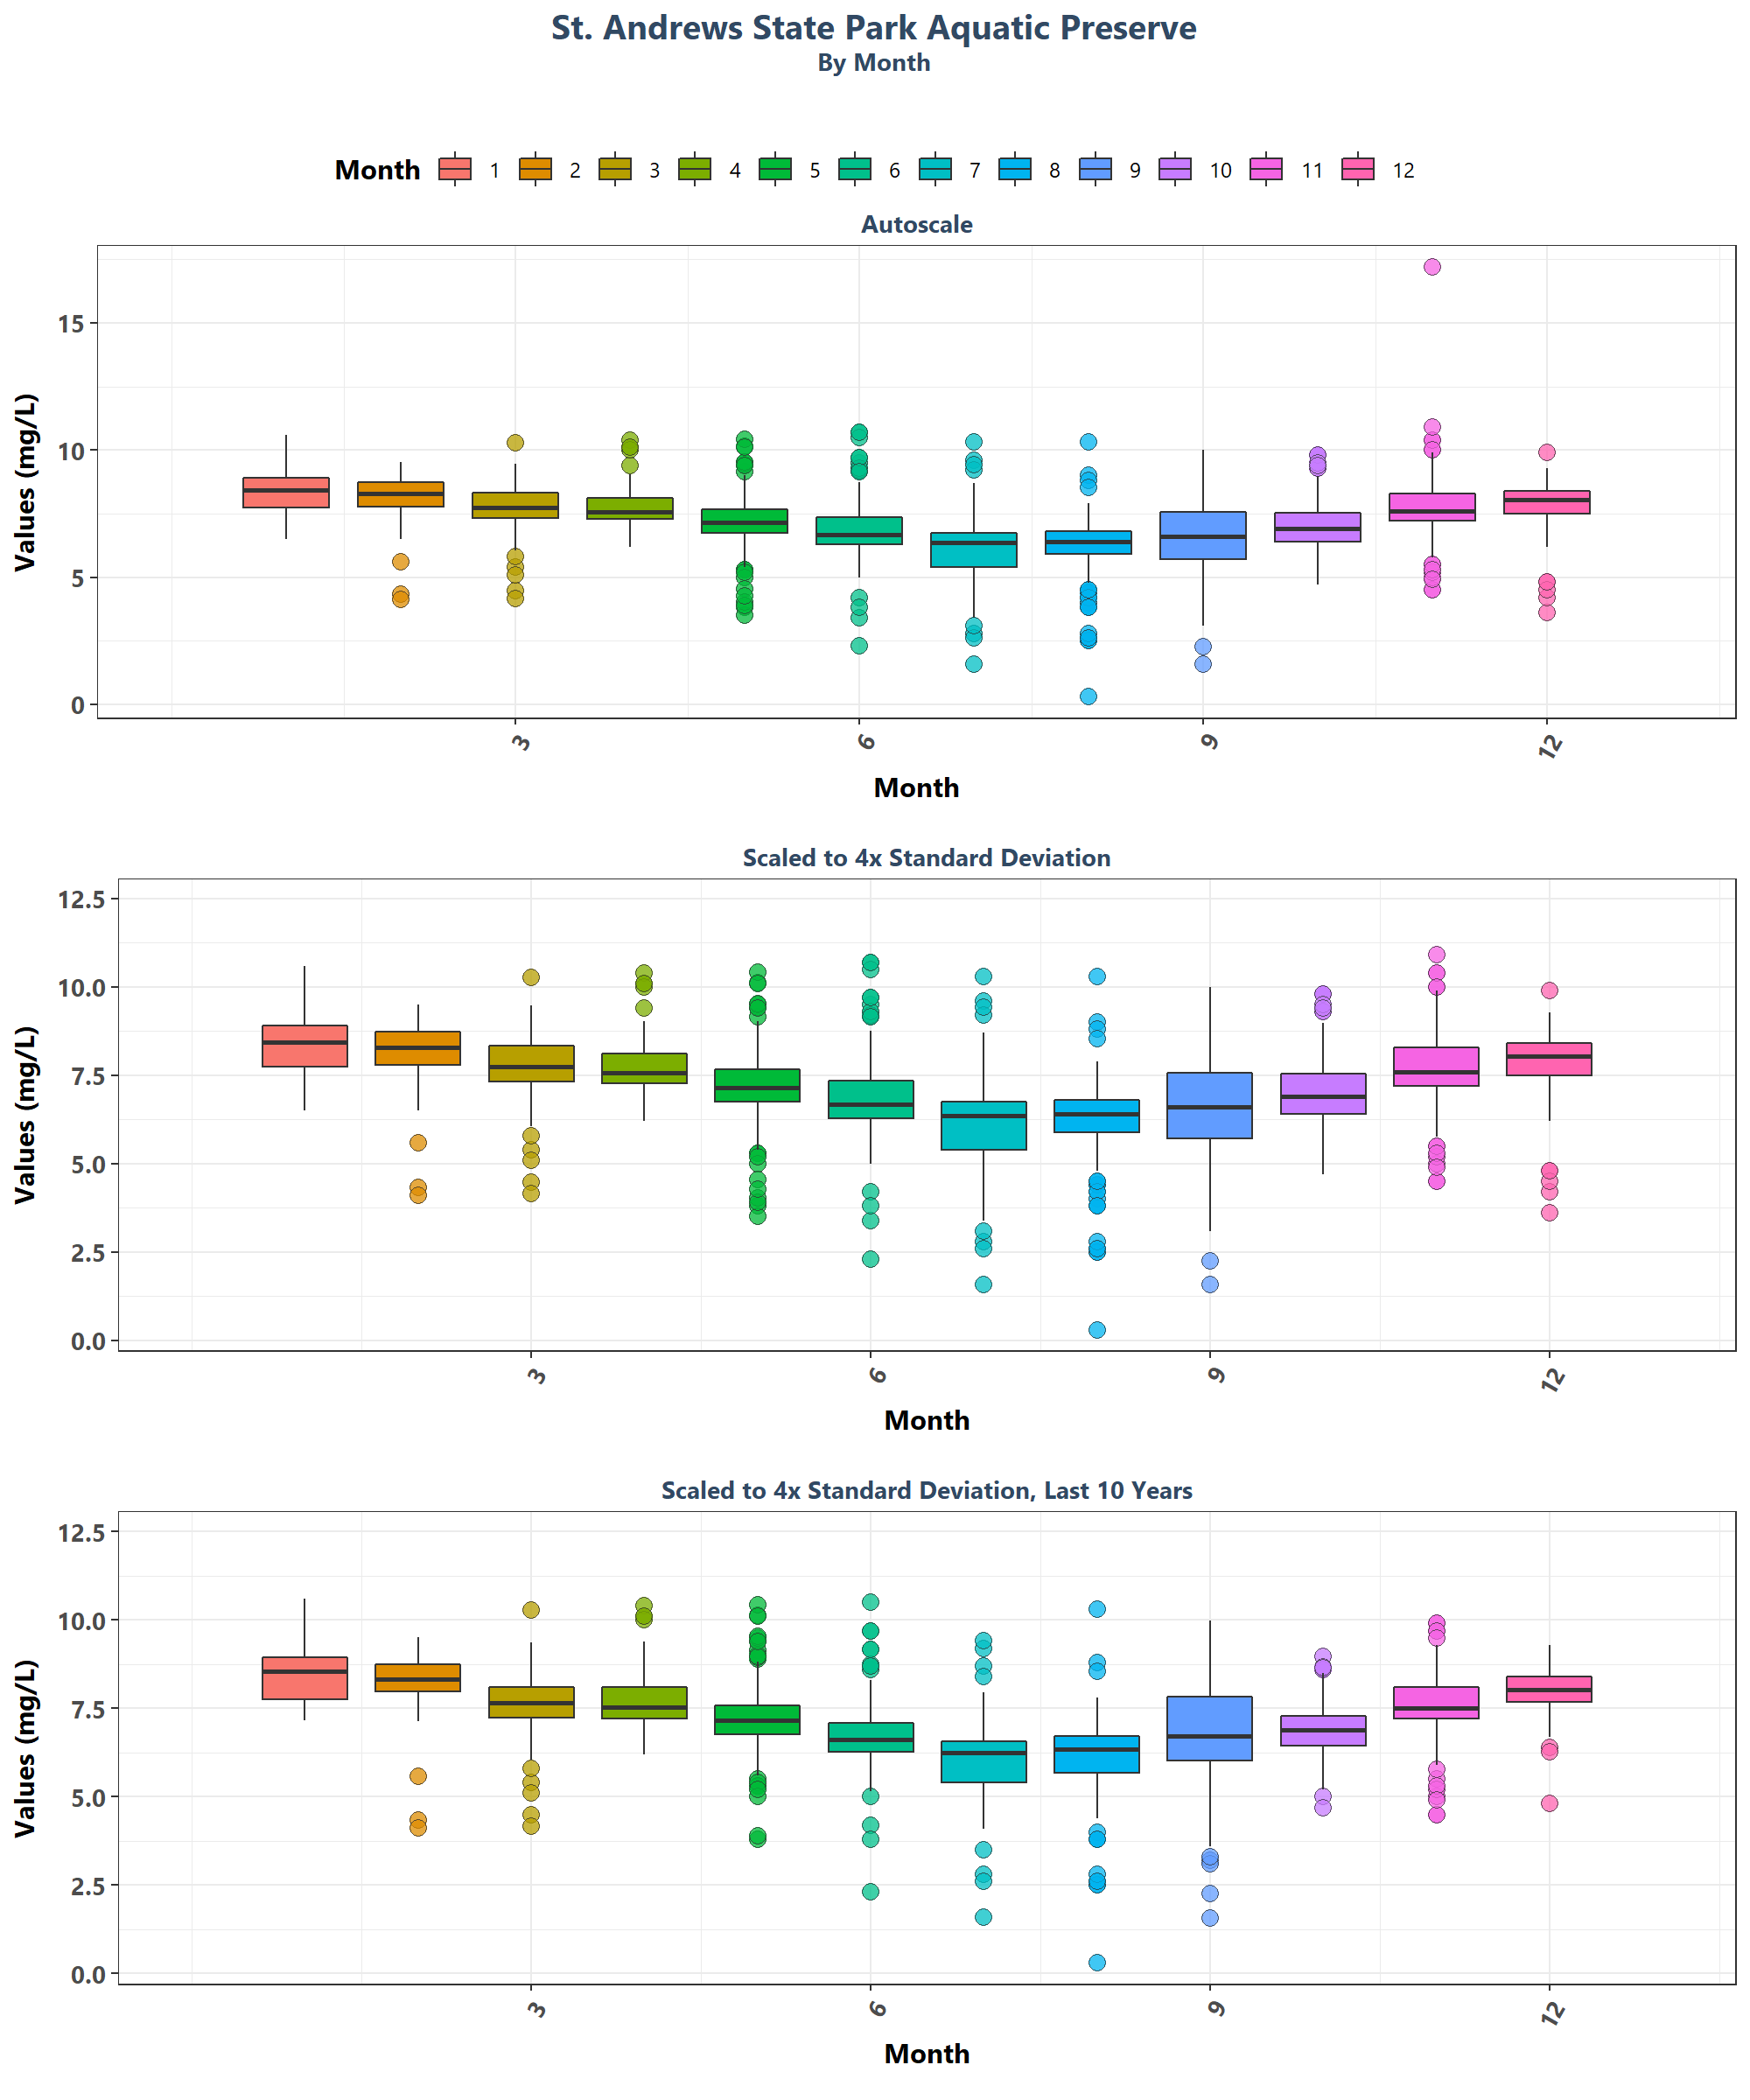 St. Andrews State Park Aquatic Preserve
By Month
Month 1 2 3 4 5 6 7 8 9 10 11 12
Autoscale
Values (mg/L)
15
10
5
0
3 6 9 12
Month
Scaled to 4x Standard Deviation
Values (mg/L)
12.5
10.0
7.5
5.0
2.5
0.0
3 6 9 12
Month
Scaled to 4x Standard Deviation, Last 10 Years
Values (mg/L)
12.5
10.0
7.5
5.0
2.5
0.0
3 6 9 12
Month